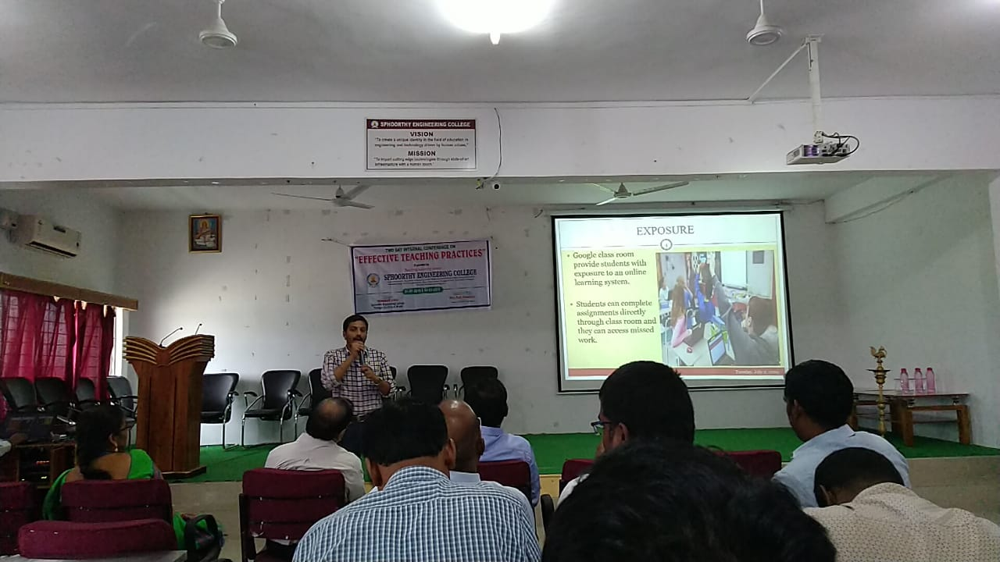 SPHOORTHY ENGINEERING COLLEGE
VISION
"To create a unique identity in the field of education in
engineering and technology driven by human values."
MISSION
"To impart cutting edge technologies through state-of-art
infrastructure with a human touch."
TWO DAY INTERNAL CONFERENCE ON
"EFFECTIVE TEACHING PRACTICES"
SPHOORTHY ENGINEERING COLLEGE
EXPOSURE
• Google class room
provide students with
exposure to an online
learning system.
• Students can complete
assignments directly
through class room and
they can access missed
work.
Tuesday, July 2,